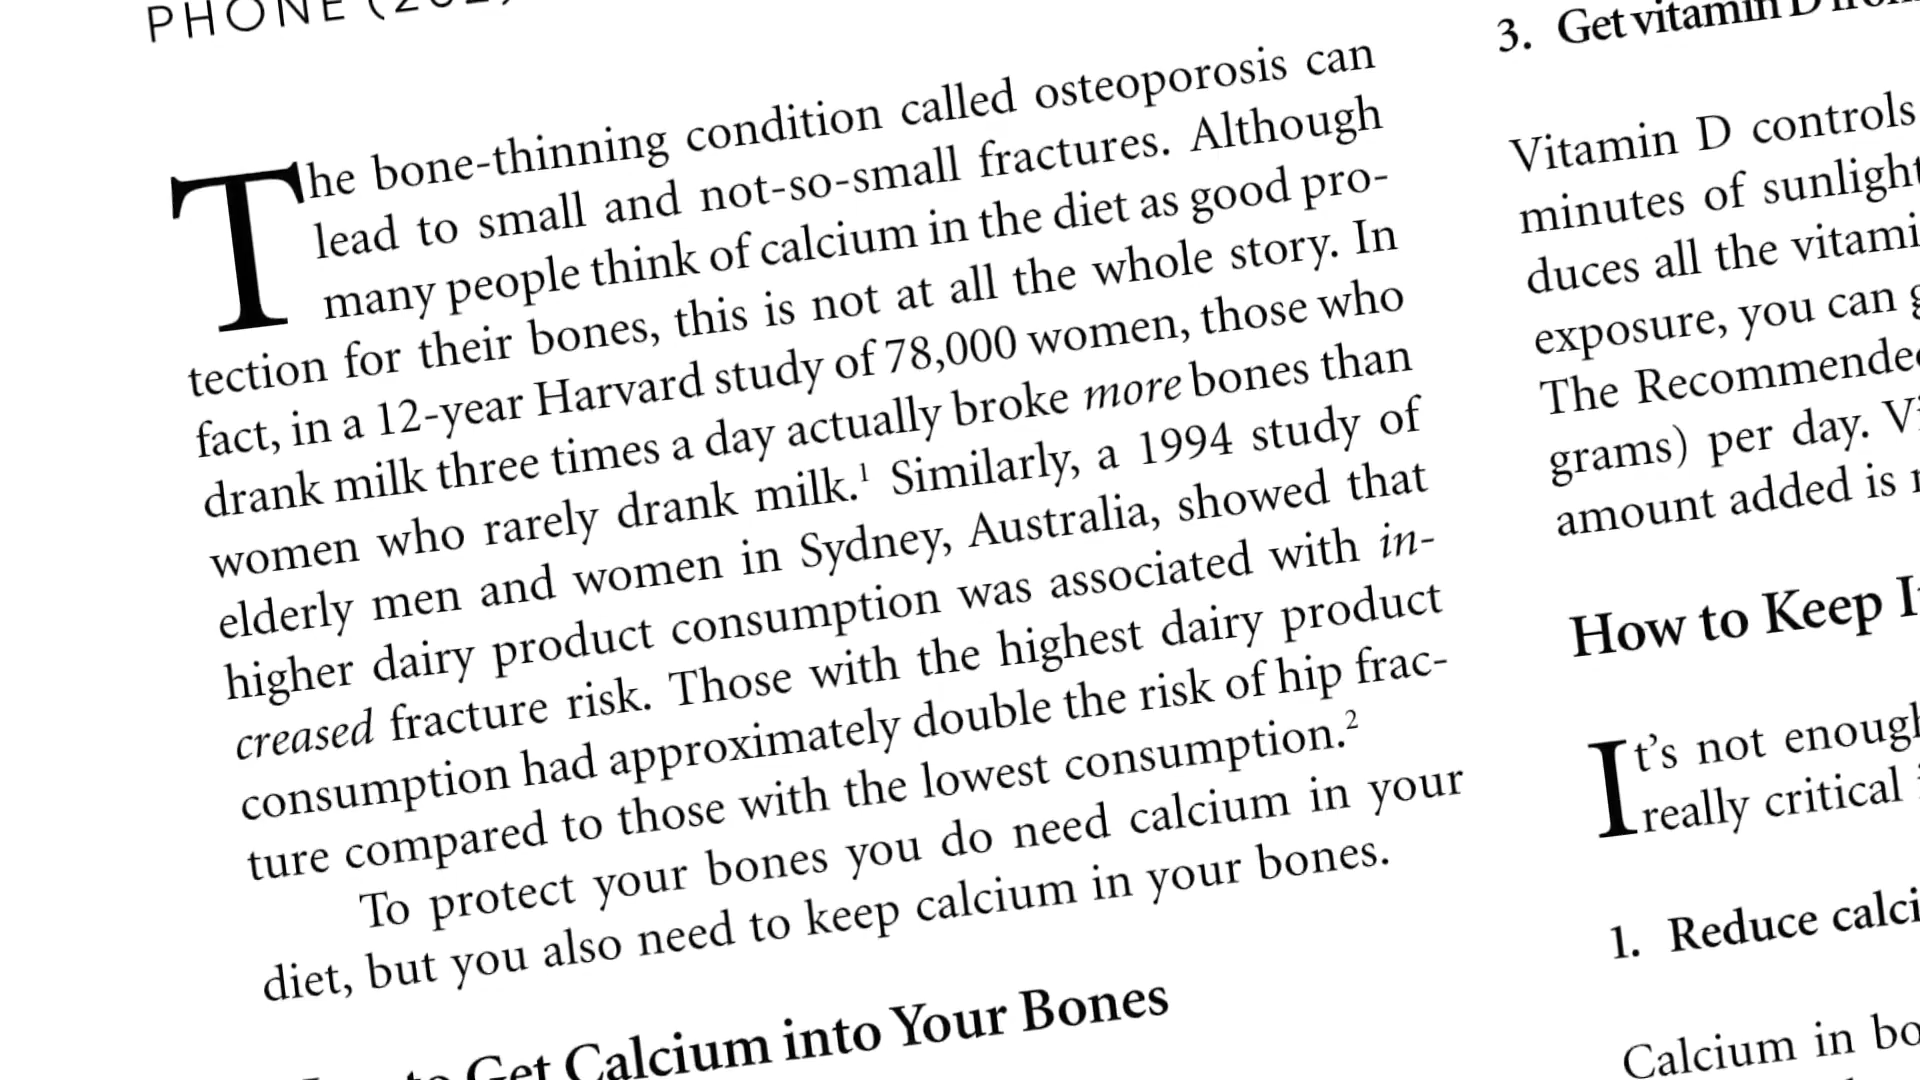 PHONE (202)
The bone-thinning condition called osteoporosis can
lead to small and not-so-small fractures. Although
many people think of calcium in the diet as good pro-
tection for their bones, this is not at all the whole story. In
fact, in a 12-year Harvard study of 78,000 women, those who
drank milk three times a day actually broke more bones than
women who rarely drank milk.¹ Similarly, a 1994 study of
elderly men and women in Sydney, Australia, showed that
higher dairy product consumption was associated with in-
creased fracture risk. Those with the highest dairy product
consumption had approximately double the risk of hip frac-
ture compared to those with the lowest consumption.²
To protect your bones you do need calcium in your
diet, but you also need to keep calcium in your bones.
to Get Calcium into Your Bones
3. Get vitamin D from
Vitamin D controls
minutes of sunlight
duces all the vitami
exposure, you can
The Recommended
grams) per day.
amount added is
How to Keep
It's not enough
really critical
1. Reduce calci
Calcium in bo